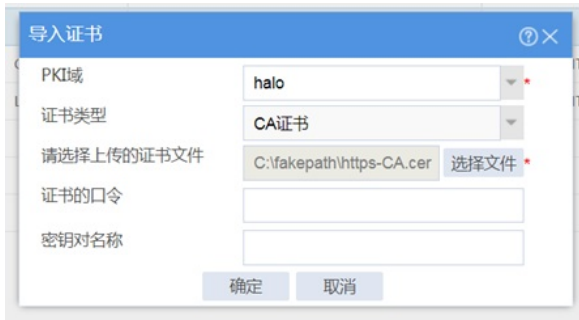 导入证书
PKI域 halo *
证书类型 CA证书
请选择上传的证书文件 C:\fakepath\https-CA.cer 选择文件 *
证书的口令
密钥对名称
确定 取消